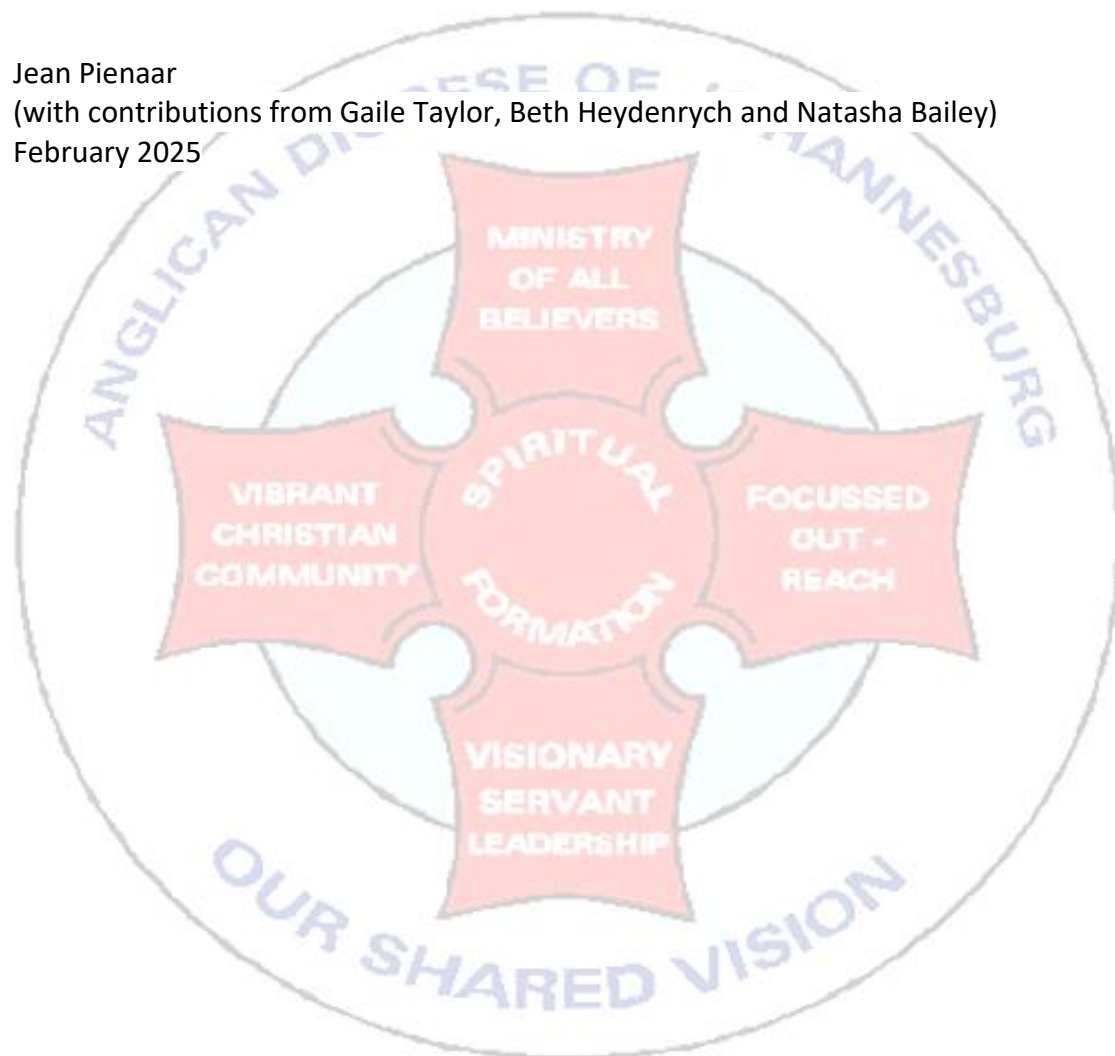 Jean Pienaar
(with contributions from Gaile Taylor, Beth Heydenrych and Natasha Bailey)
February 2025
ANGLICAN DIOCESE OF JOHANNESBURG
MINISTRY
OF ALL
BELIEVERS
VIBRANT
CHRISTIAN
COMMUNITY
SPIRITUAL
FORMATION
FOCUSSED
OUT -
REACH
VISIONARY
SERVANT
LEADERSHIP
OUR SHARED VISION